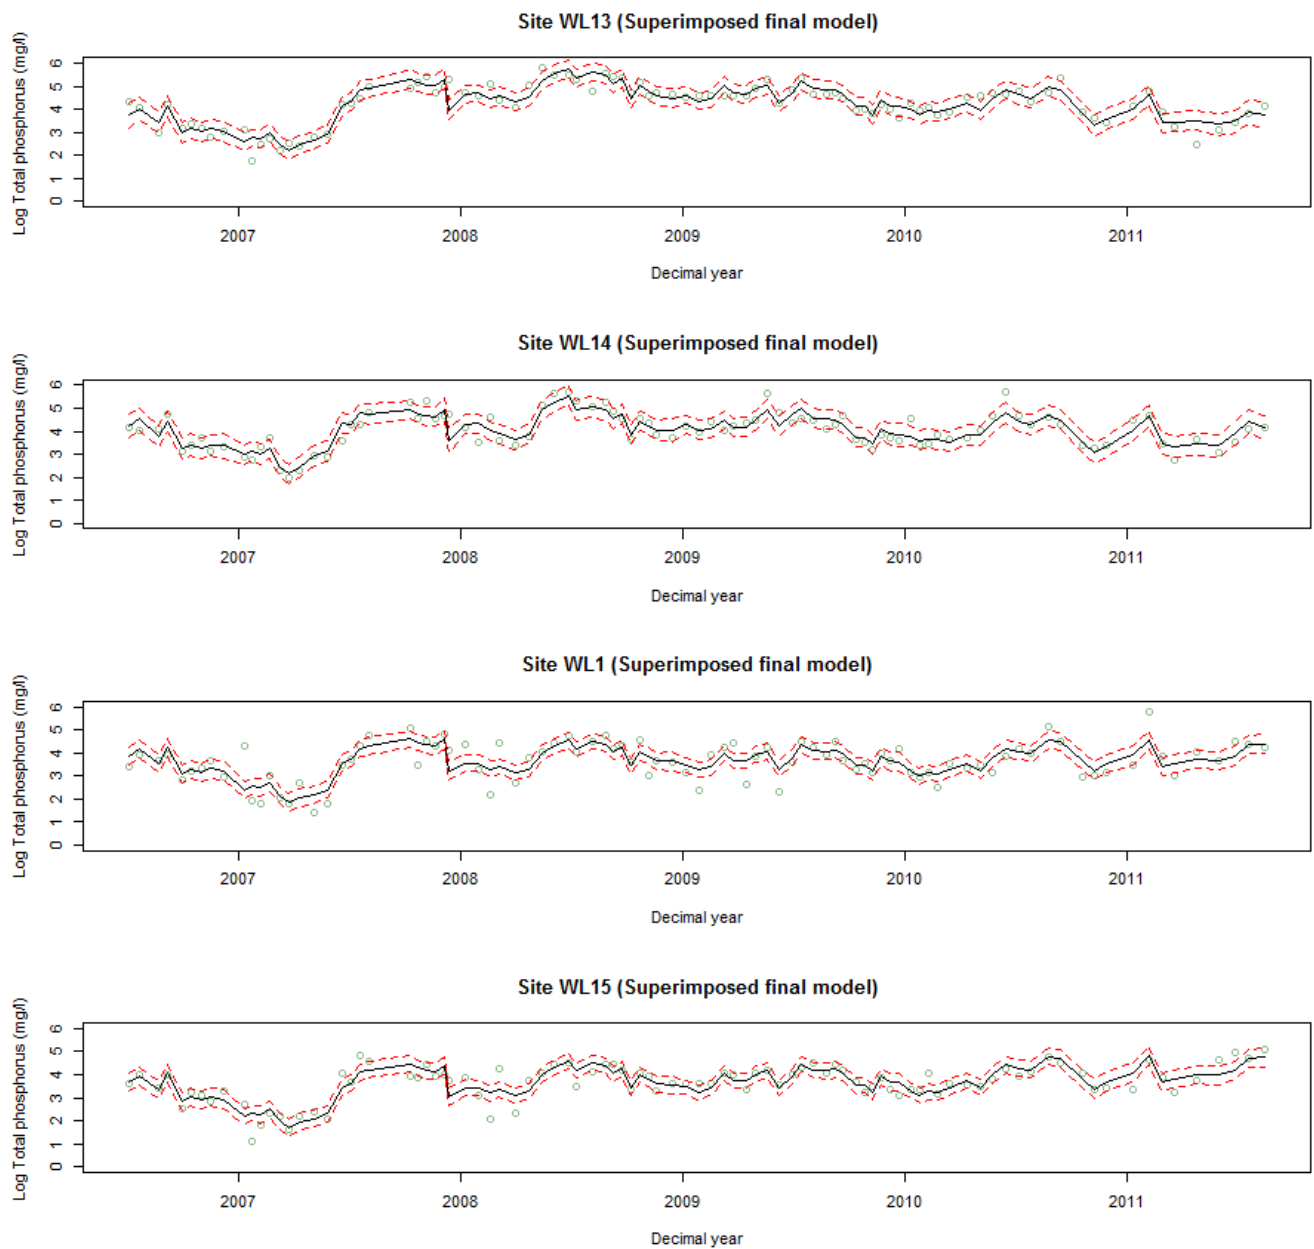 Site WL13 (Superimposed final model)
Log Total phosphorus (mg/l)
6
5
4
3
2
1
0
2007 2008 2009 2010 2011
Decimal year
Site WL14 (Superimposed final model)
Log Total phosphorus (mg/l)
6
5
4
3
2
1
0
2007 2008 2009 2010 2011
Decimal year
Site WL1 (Superimposed final model)
Log Total phosphorus (mg/l)
6
5
4
3
2
1
0
2007 2008 2009 2010 2011
Decimal year
Site WL15 (Superimposed final model)
Log Total phosphorus (mg/l)
6
5
4
3
2
1
0
2007 2008 2009 2010 2011
Decimal year